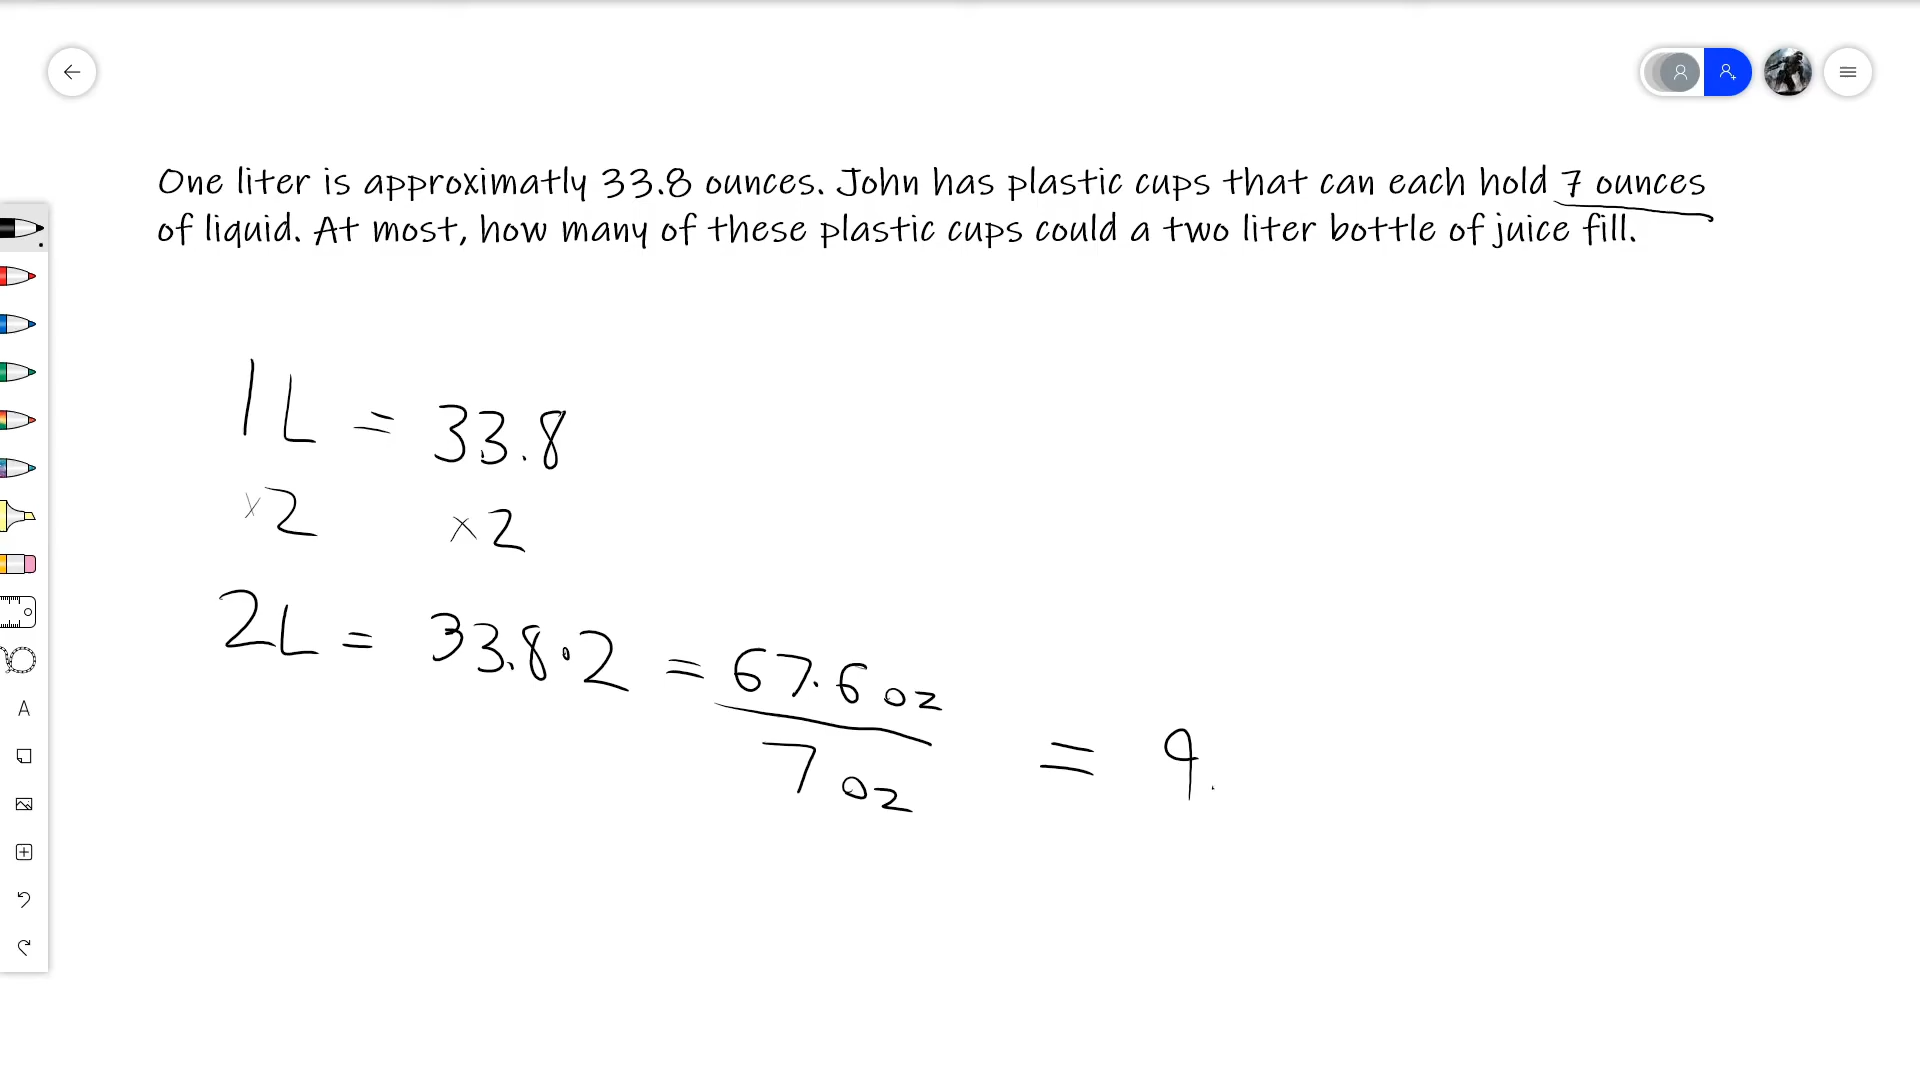 One liter is approximatly 33.8 ounces. John has plastic cups that can each hold 7 ounces
of liquid. At most, how many of these plastic cups could a two liter bottle of juice fill.
1L = 33.8
×2 ×2
2L = 33.8·2 = 67.6 oz
7 oz
= 9.
A